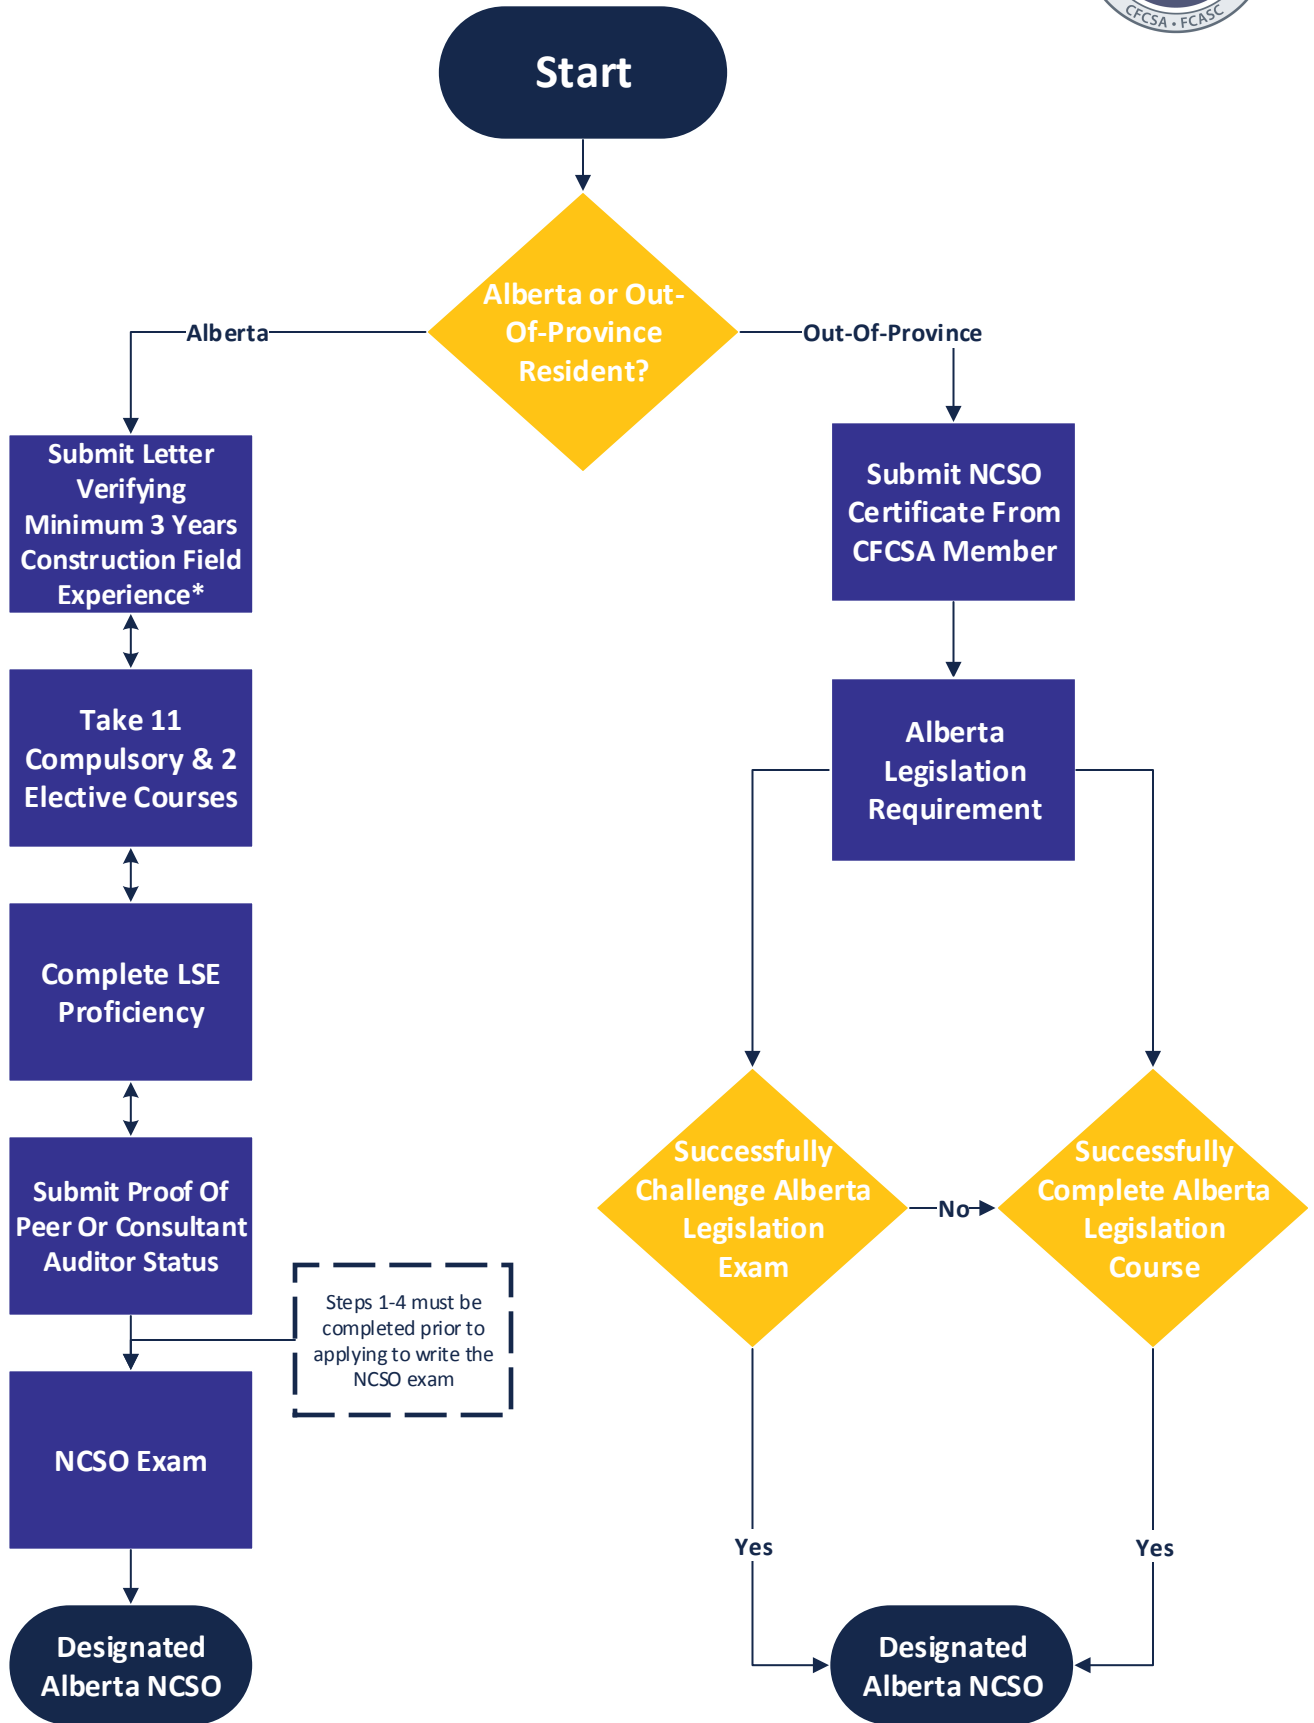 CFCSA • FCASC
Start
Alberta or Out-
Of-Province
Resident?
Alberta
Out-Of-Province
Submit Letter
Verifying
Minimum 3 Years
Construction Field
Experience*
Take 11
Compulsory & 2
Elective Courses
Complete LSE
Proficiency
Submit Proof Of
Peer Or Consultant
Auditor Status
Steps 1-4 must be
completed prior to
applying to write the
NCSO exam
NCSO Exam
Designated
Alberta NCSO
Submit NCSO
Certificate From
CFCSA Member
Alberta
Legislation
Requirement
Successfully
Challenge Alberta
Legislation
Exam
No
Successfully
Complete Alberta
Legislation
Course
Yes
Yes
Designated
Alberta NCSO